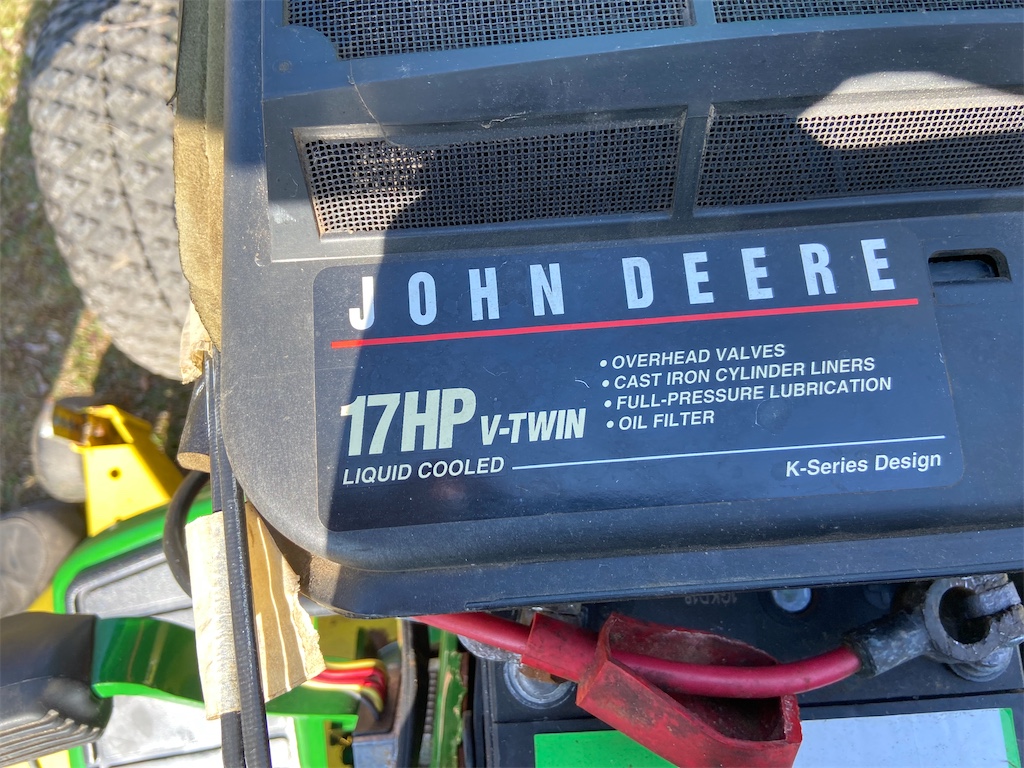 JOHN DEERE
17HP V-TWIN
LIQUID COOLED
• OVERHEAD VALVES
• CAST IRON CYLINDER LINERS
• FULL-PRESSURE LUBRICATION
• OIL FILTER
K-Series Design